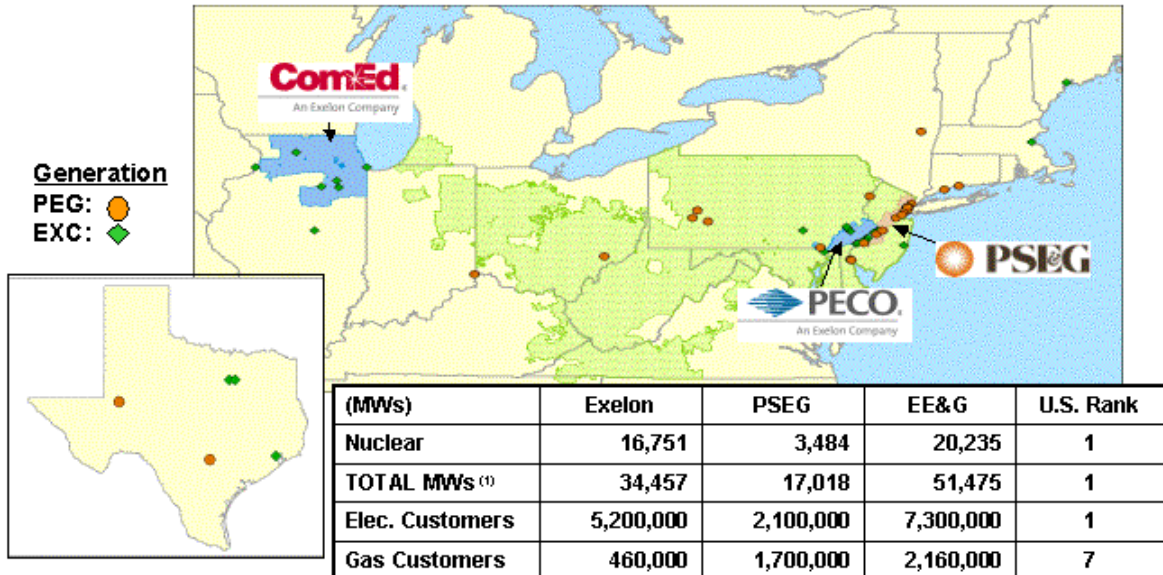 ComEd®
An Exelon Company
Generation
PEG:
EXC:
PSE&G
PECO®
An Exelon Company
(MWs) Exelon PSEG EE&G U.S. Rank
Nuclear 16,751 3,484 20,235 1
TOTAL MWs (1) 34,457 17,018 51,475 1
Elec. Customers 5,200,000 2,100,000 7,300,000 1
Gas Customers 460,000 1,700,000 2,160,000 7